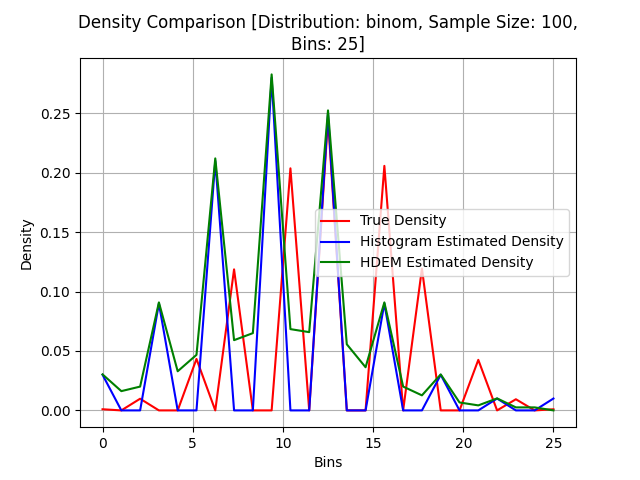 Density Comparison [Distribution: binom, Sample Size: 100,
Bins: 25]
Density
0.25
0.20
0.15
0.10
0.05
0.00
True Density
Histogram Estimated Density
HDEM Estimated Density
0 5 10 15 20 25
Bins